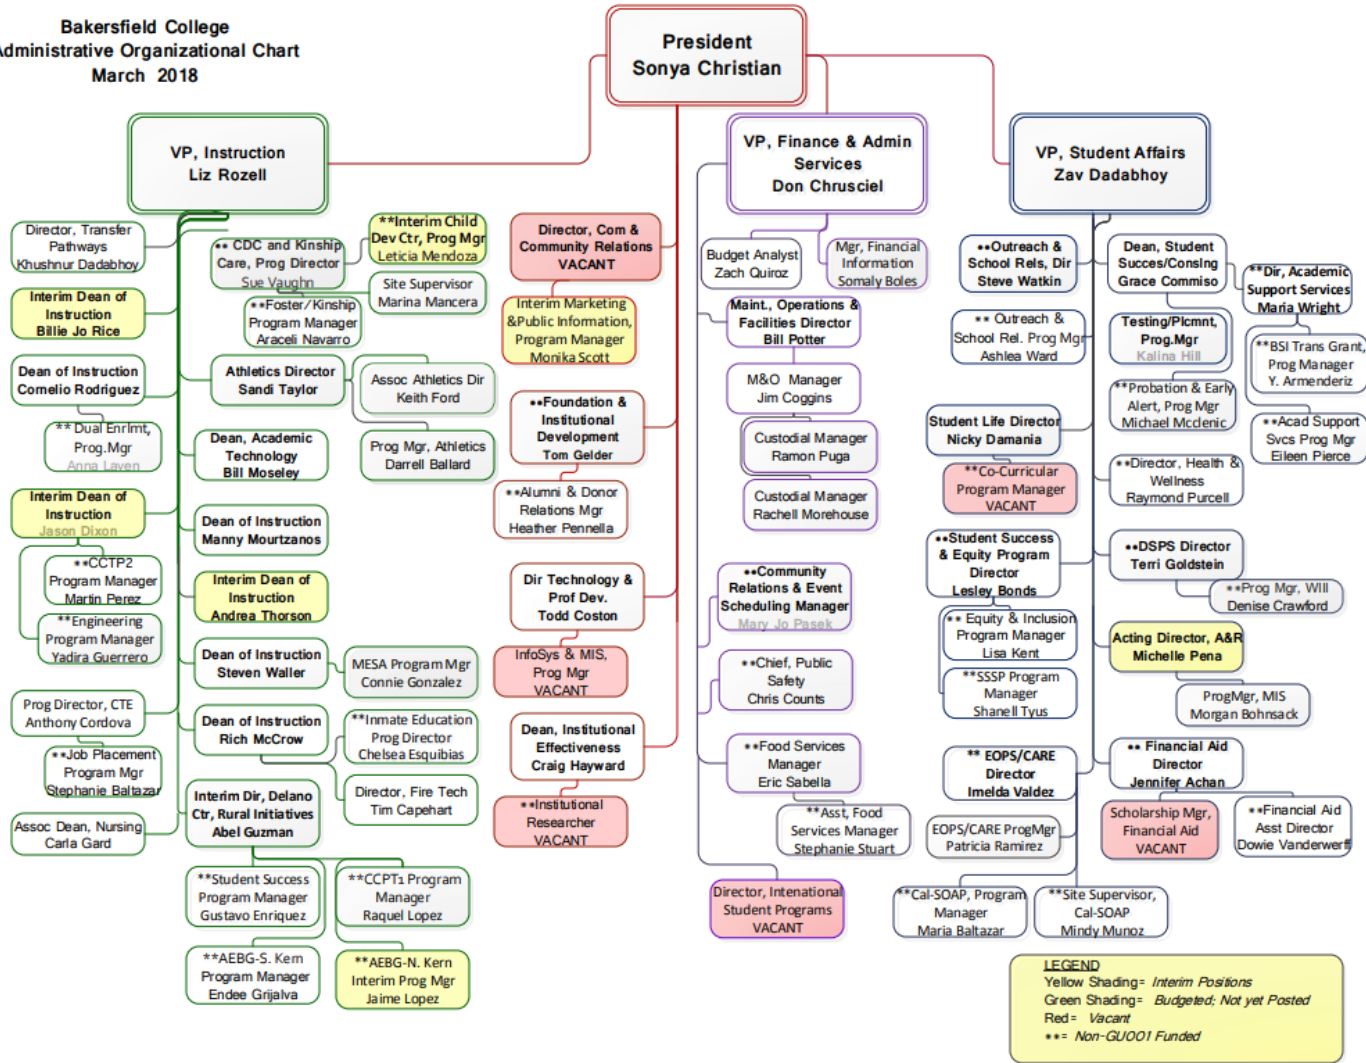 Bakersfield College
Administrative Organizational Chart
March 2018
President
Sonya Christian
VP, Instruction
Liz Rozell
VP, Finance & Admin
Services
Don Chrusciel
VP, Student Affairs
Zav Dadabhoy
Director, Transfer
Pathways
Khushnur Dadabhoy
Interim Dean of
Instruction
Billie Jo Rice
Dean of Instruction
Cornelio Rodriguez
** Dual Enrlmt,
Prog.Mgr
Anna Laven
Interim Dean of
Instruction
Jason Dixon
**CCTP2
Program Manager
Martin Perez
**Engineering
Program Manager
Yadira Guerrero
Prog Director, CTE
Anthony Cordova
**Job Placement
Program Mgr
Stephanie Baltazar
Assoc Dean, Nursing
Carla Gard
** CDC and Kinship
Care, Prog Director
Sue Vaughn
**Interim Child
Dev Ctr, Prog Mgr
Leticia Mendoza
Site Supervisor
Marina Mancera
**Foster/Kinship
Program Manager
Araceli Navarro
Athletics Director
Sandi Taylor
Assoc Athletics Dir
Keith Ford
Prog Mgr, Athletics
Darrell Ballard
Dean, Academic
Technology
Bill Moseley
Dean of Instruction
Manny Mourtzanos
Interim Dean of
Instruction
Andrea Thorson
Dean of Instruction
Steven Waller
MESA Program Mgr
Connie Gonzalez
Dean of Instruction
Rich McCrow
**Inmate Education
Prog Director
Chelsea Esquibias
Director, Fire Tech
Tim Capehart
Interim Dir, Delano
Ctr, Rural Initiatives
Abel Guzman
**Student Success
Program Manager
Gustavo Enriquez
**CCPT1 Program
Manager
Raquel Lopez
**AEBG-S. Kern
Program Manager
Endee Grijalva
**AEBG-N. Kern
Interim Prog Mgr
Jaime Lopez
Director, Com &
Community Relations
VACANT
Interim Marketing
&Public Information,
Program Manager
Monika Scott
**Foundation &
Institutional
Development
Tom Gelder
**Alumni & Donor
Relations Mgr
Heather Pennella
Dir Technology &
Prof Dev.
Todd Coston
InfoSys & MIS,
Prog Mgr
VACANT
Dean, Institutional
Effectiveness
Craig Hayward
**Institutional
Researcher
VACANT
Budget Analyst
Zach Quiroz
Mgr, Financial
Information
Somaly Boles
Maint., Operations &
Facilities Director
Bill Potter
M&O Manager
Jim Coggins
Custodial Manager
Ramon Puga
Custodial Manager
Rachell Morehouse
**Community
Relations & Event
Scheduling Manager
Mary Jo Pasek
**Chief, Public
Safety
Chris Counts
**Food Services
Manager
Eric Sabella
**Asst, Food
Services Manager
Stephanie Stuart
Director, Intenational
Student Programs
VACANT
**Outreach &
School Rels, Dir
Steve Watkin
** Outreach &
School Rel. Prog Mgr
Ashlea Ward
Student Life Director
Nicky Damania
**Co-Curricular
Program Manager
VACANT
**Student Success
& Equity Program
Director
Lesley Bonds
** Equity & Inclusion
Program Manager
Lisa Kent
**SSSP Program
Manager
Shanell Tyus
** EOPS/CARE
Director
Imelda Valdez
EOPS/CARE ProgMgr
Patricia Ramirez
**Cal-SOAP, Program
Manager
Maria Baltazar
**Site Supervisor,
Cal-SOAP
Mindy Munoz
Dean, Student
Succes/Conslng
Grace Commiso
Testing/Plcmnt,
Prog.Mgr
Kalina Hill
**Probation & Early
Alert, Prog Mgr
Michael Mcclenic
**Dir, Academic
Support Services
Maria Wright
**BSI Trans Grant,
Prog Manager
Y. Armenderiz
**Acad Support
Svcs Prog Mgr
Eileen Pierce
**Director, Health &
Wellness
Raymond Purcell
**DSPS Director
Terri Goldstein
**Prog Mgr, WIll
Denise Crawford
Acting Director, A&R
Michelle Pena
ProgMgr, MIS
Morgan Bohnsack
** Financial Aid
Director
Jennifer Achan
Scholarship Mgr,
Financial Aid
VACANT
**Financial Aid
Asst Director
Dowie Vanderwerff
LEGEND
Yellow Shading= Interim Positions
Green Shading= Budgeted; Not yet Posted
Red= Vacant
**= Non-GU001 Funded